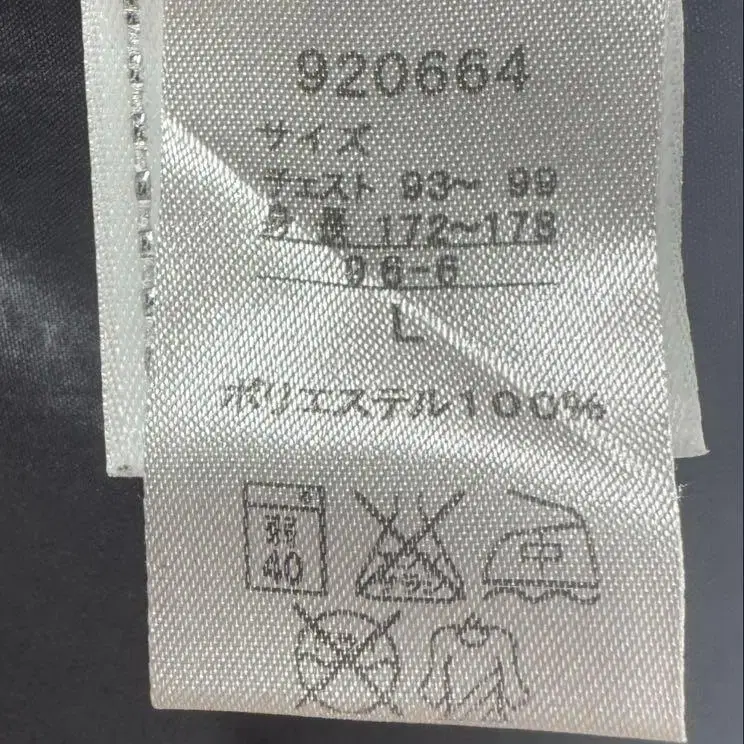 920664
サイズ
チェスト 93〜 99
身 長 172〜178
96-6
L
ポリエステル100%
弱
40
中